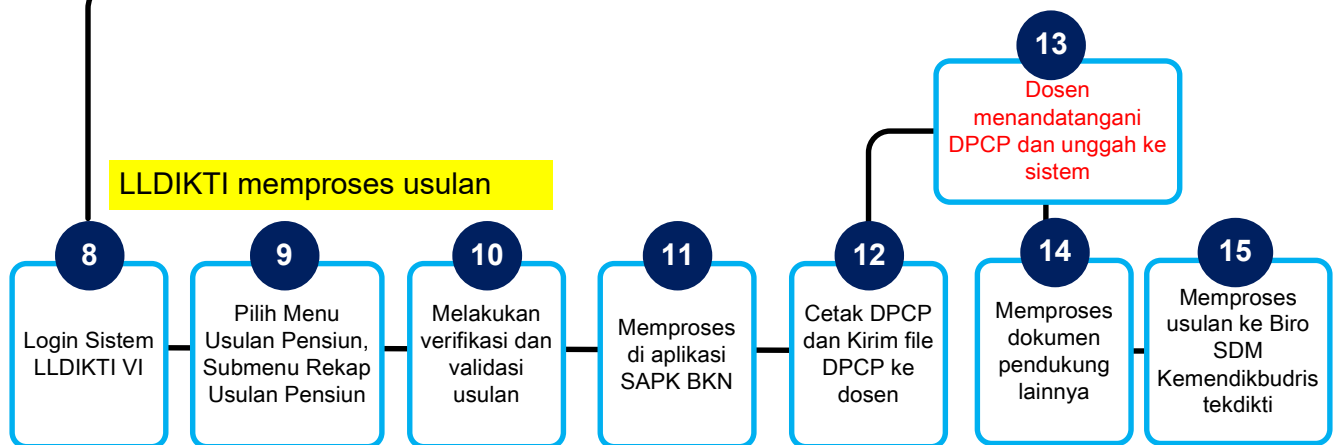 LLDIKTI memproses usulan
8
Login Sistem
LLDIKTI VI
9
Pilih Menu
Usulan Pensiun,
Submenu Rekap
Usulan Pensiun
10
Melakukan
verifikasi dan
validasi
usulan
11
Memproses
di aplikasi
SAPK BKN
12
Cetak DPCP
dan Kirim file
DPCP ke
dosen
13
Dosen
menandatangani
DPCP dan unggah ke
sistem
14
Memproses
dokumen
pendukung
lainnya
15
Memproses
usulan ke Biro
SDM
Kemendikbudris
tekdikti